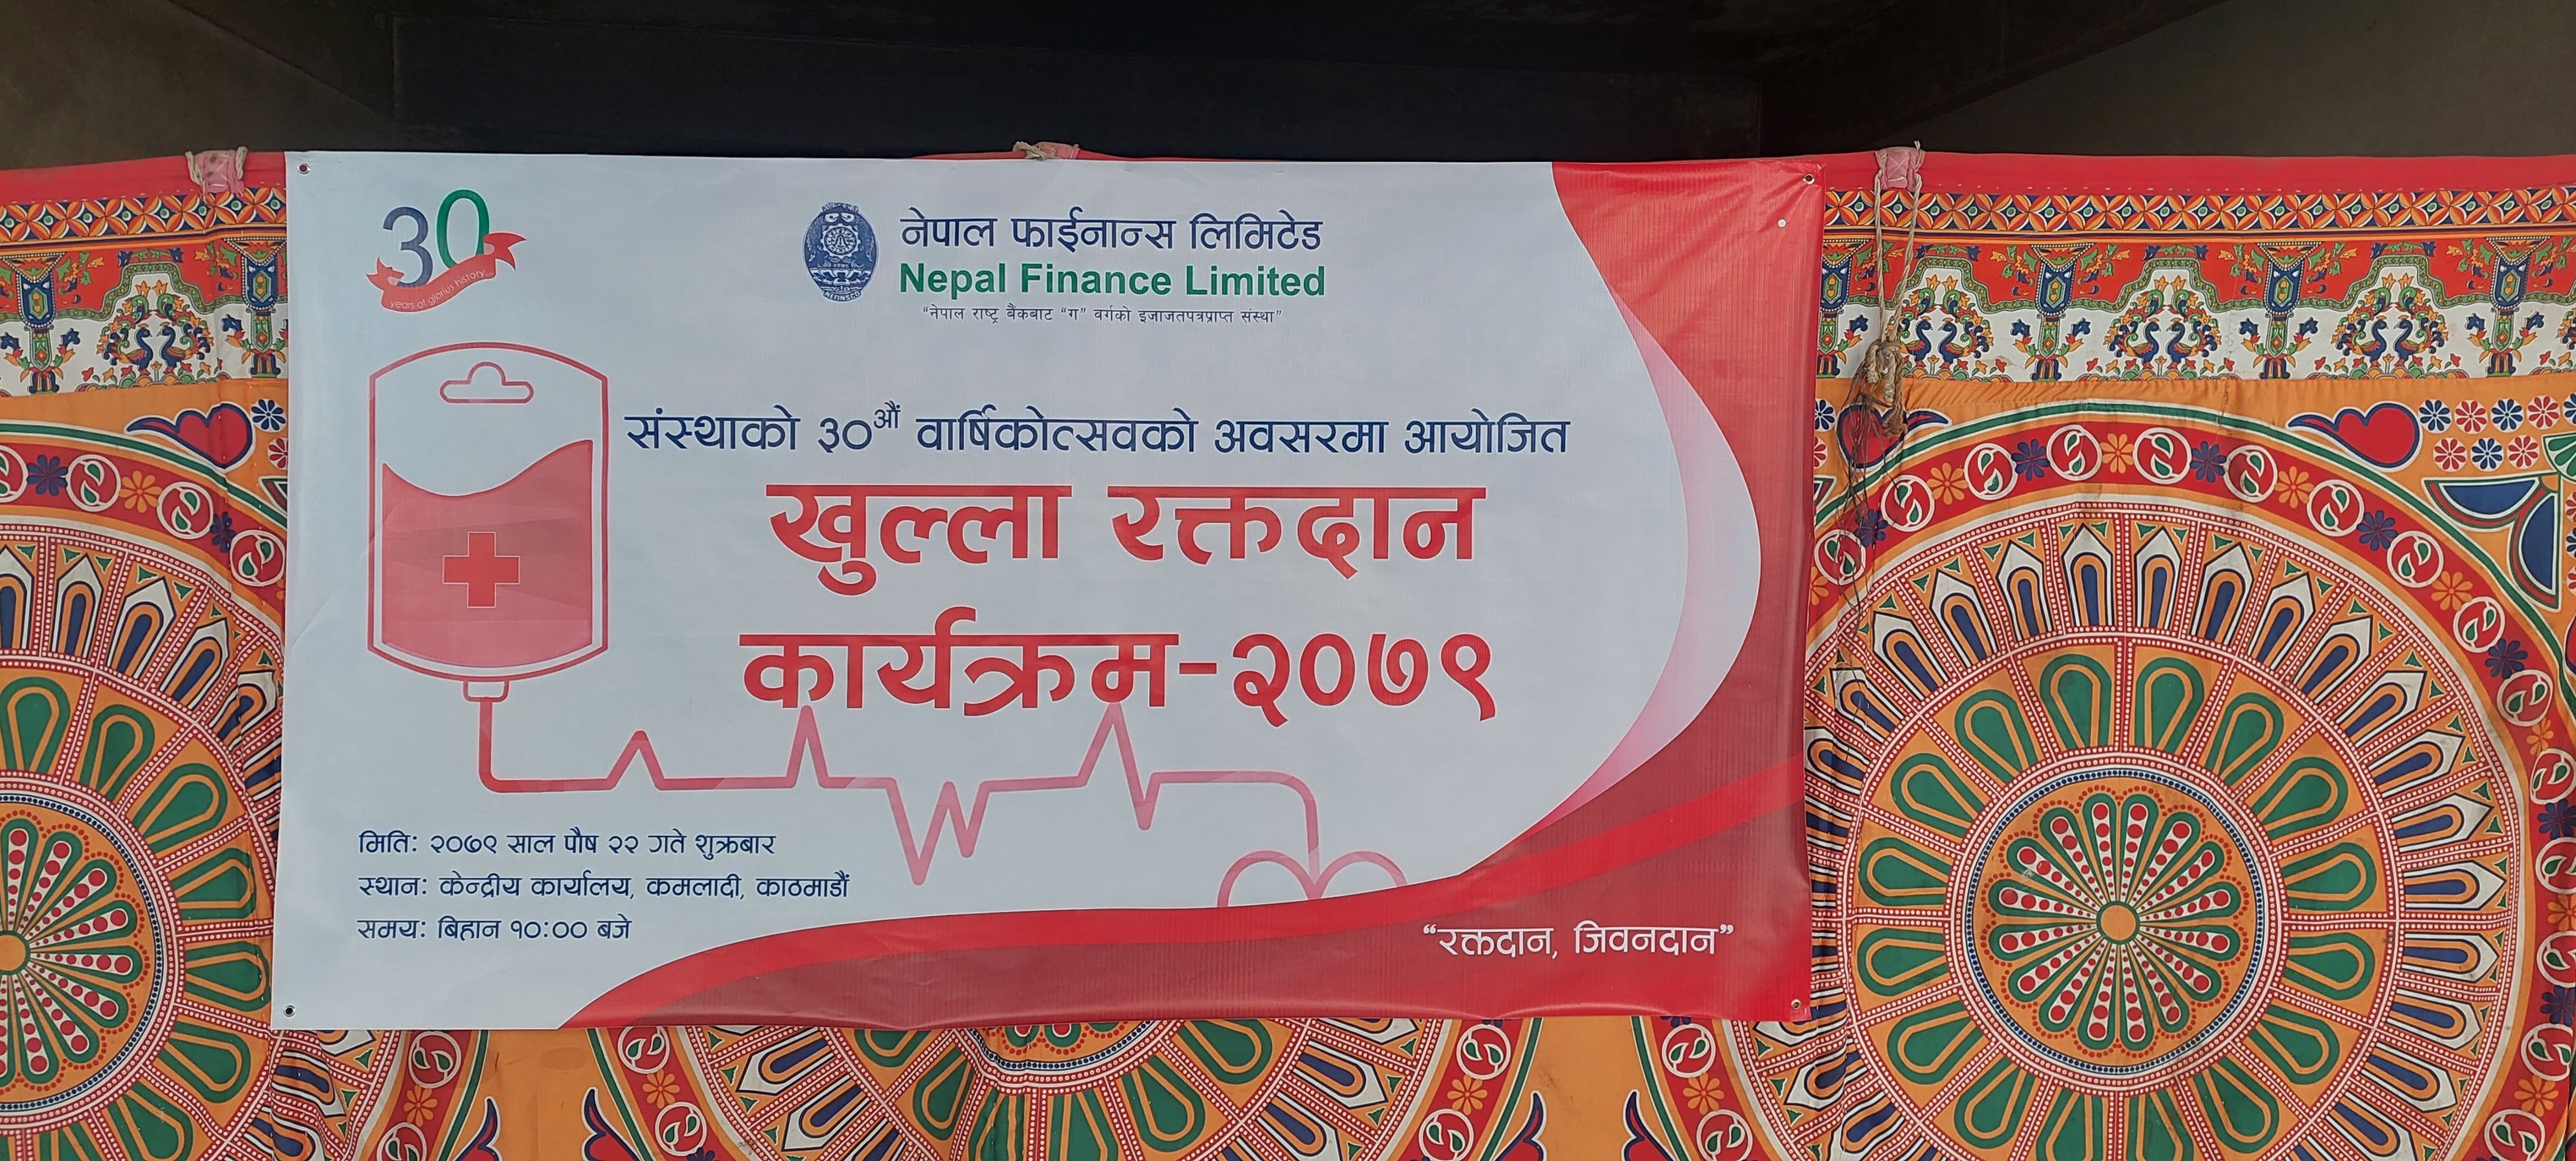 30
years of glorius history...
नेपाल फाईनान्स लिमिटेड
Nepal Finance Limited
“नेपाल राष्ट्र बैंकबाट “ग” वर्गको इजाजतपत्रप्राप्त संस्था”
संस्थाको ३०औं वार्षिकोत्सवको अवसरमा आयोजित
खुल्ला रक्तदान
कार्यक्रम-२०७९
मिति: २०७९ साल पौष २२ गते शुक्रबार
स्थान: केन्द्रीय कार्यालय, कमलादी, काठमाडौं
समय: बिहान १०:०० बजे
“रक्तदान, जिवनदान”